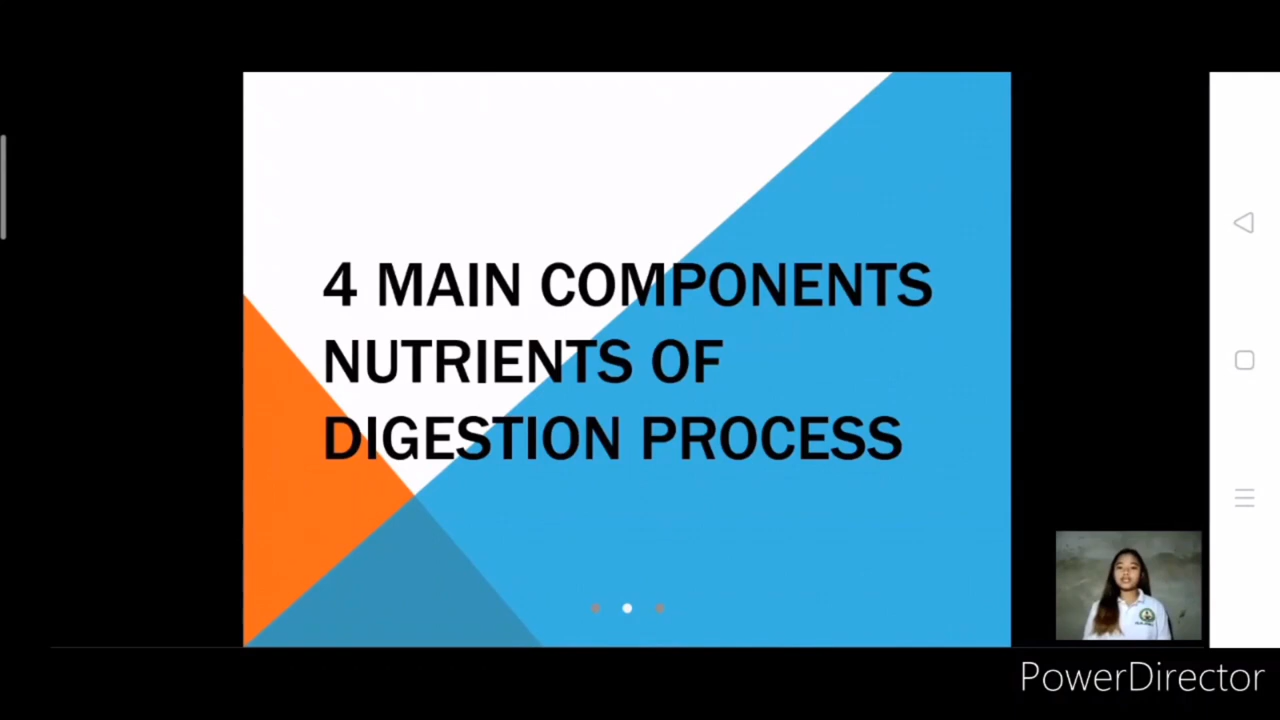 4 MAIN COMPONENTS
NUTRIENTS OF
DIGESTION PROCESS
PowerDirector